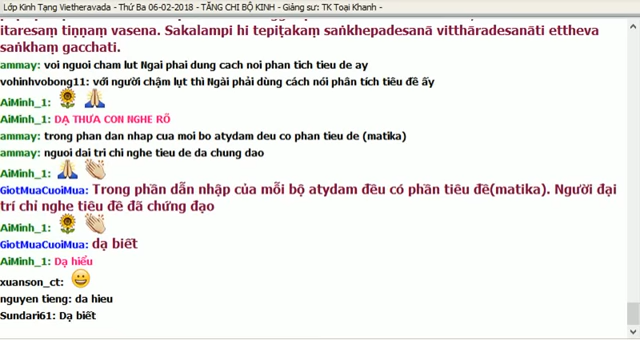 Lớp Kinh Tạng Vietheravada - Thứ Ba 06-02-2018 - TĂNG CHI BỘ KINH - Giảng sư: TK Toại Khanh -
itaresaṃ tiṇṇaṃ vasena. Sakalampi hi tepiṭakaṃ saṅkhepadesanā vitthāradesanāti ettheva
saṅkhaṃ gacchati.
ammay: voi nguoi cham lut Ngai phai dung cach noi phan tich tieu de ay
vohinhvobong11: với người chậm lụt thì Ngài phải dùng cách nói phân tích tiêu đề ấy
AiMinh_1:
AiMinh_1: DẠ THƯA CON NGHE RÕ
ammay: trong phan dan nhap cua moi bo atydam deu co phan tieu de (matika)
ammay: nguoi dai tri chi nghe tieu de da chung dao
AiMinh_1:
GiotMuaCuoiMua: Trong phần dẫn nhập của mỗi bộ atydam đều có phần tiêu đề(matika). Người đại
trí chỉ nghe tiêu đề đã chứng đạo
AiMinh_1:
GiotMuaCuoiMua: dạ biết
AiMinh_1: Dạ hiểu
xuanson_ct:
nguyen tieng: da hieu
Sundari61: Dạ biết